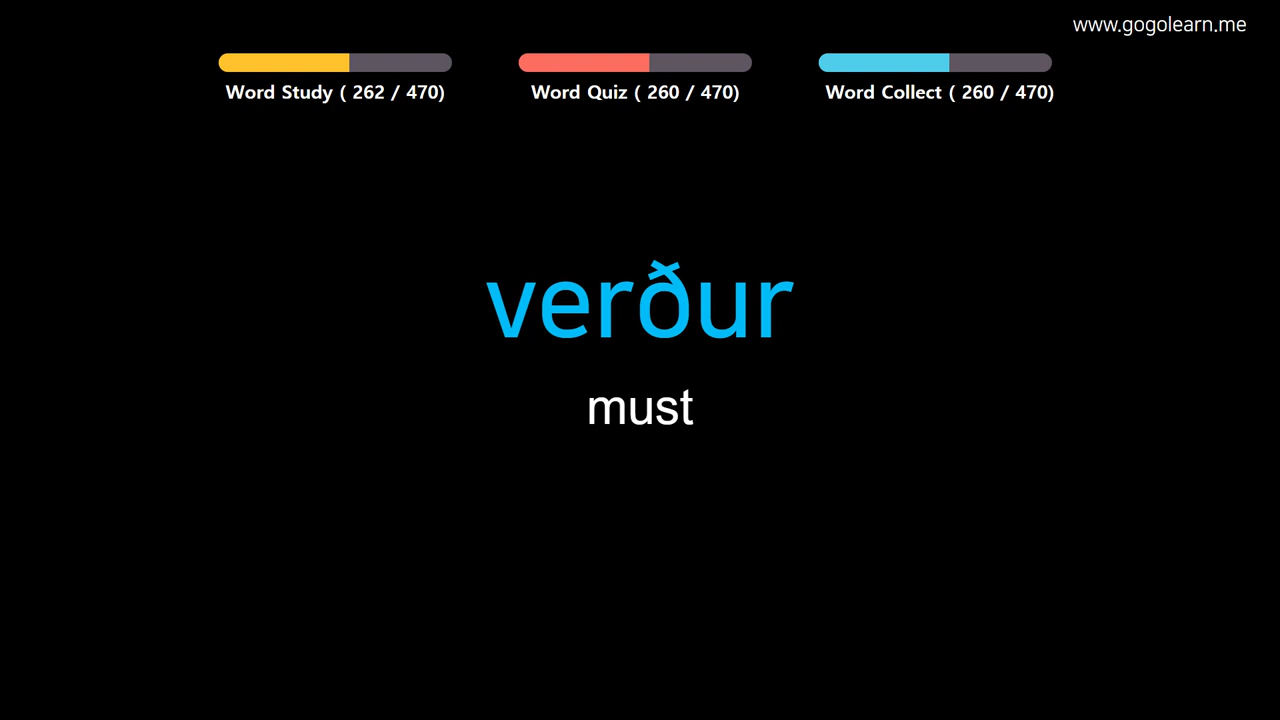 www.gogolearn.me
Word Study ( 262 / 470)
Word Quiz ( 260 / 470)
Word Collect ( 260 / 470)
verður
must